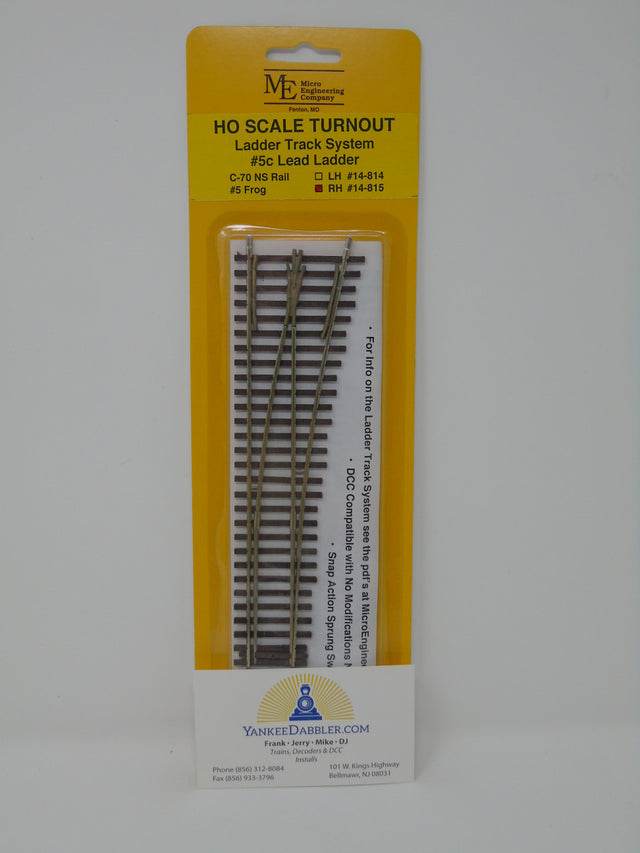 ME Micro
Engineering
Company
Fenton, MO
HO SCALE TURNOUT
Ladder Track System
#5c Lead Ladder
C-70 NS Rail
#5 Frog
LH #14-814
RH #14-815
· For Info on the Ladder Track System see the pdf's at MicroEnginee
· DCC Compatible with No Modifications N
· Snap Action Sprung Sw
YANKEEDABBLER.COM
Frank · Jerry · Mike · DJ
Trains, Decoders & DCC
Installs
Phone (856) 312-8084
Fax (856) 933-3796
101 W. Kings Highway
Bellmawr, NJ 08031